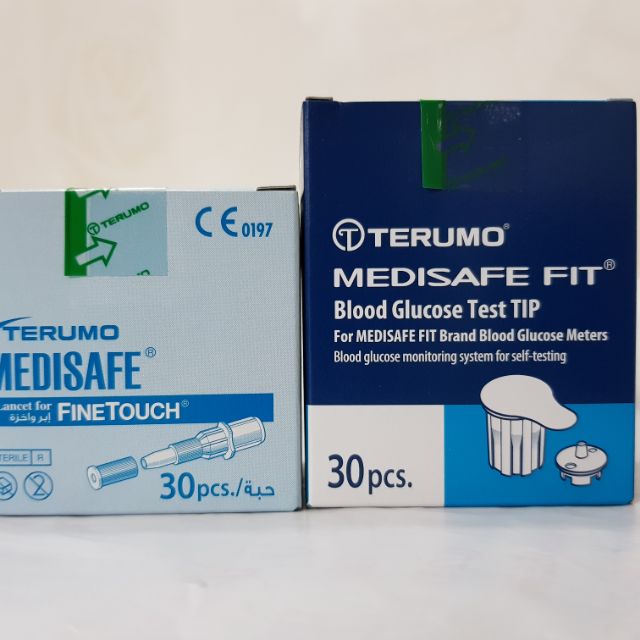 TERUMO
CE 0197
TERUMO
MEDISAFE®
Lancet for
إبر واخزة
FINETOUCH®
STERILE R
30pcs./حبة
TERUMO®
MEDISAFE FIT®
Blood Glucose Test TIP
For MEDISAFE FIT Brand Blood Glucose Meters
Blood glucose monitoring system for self-testing
30pcs.